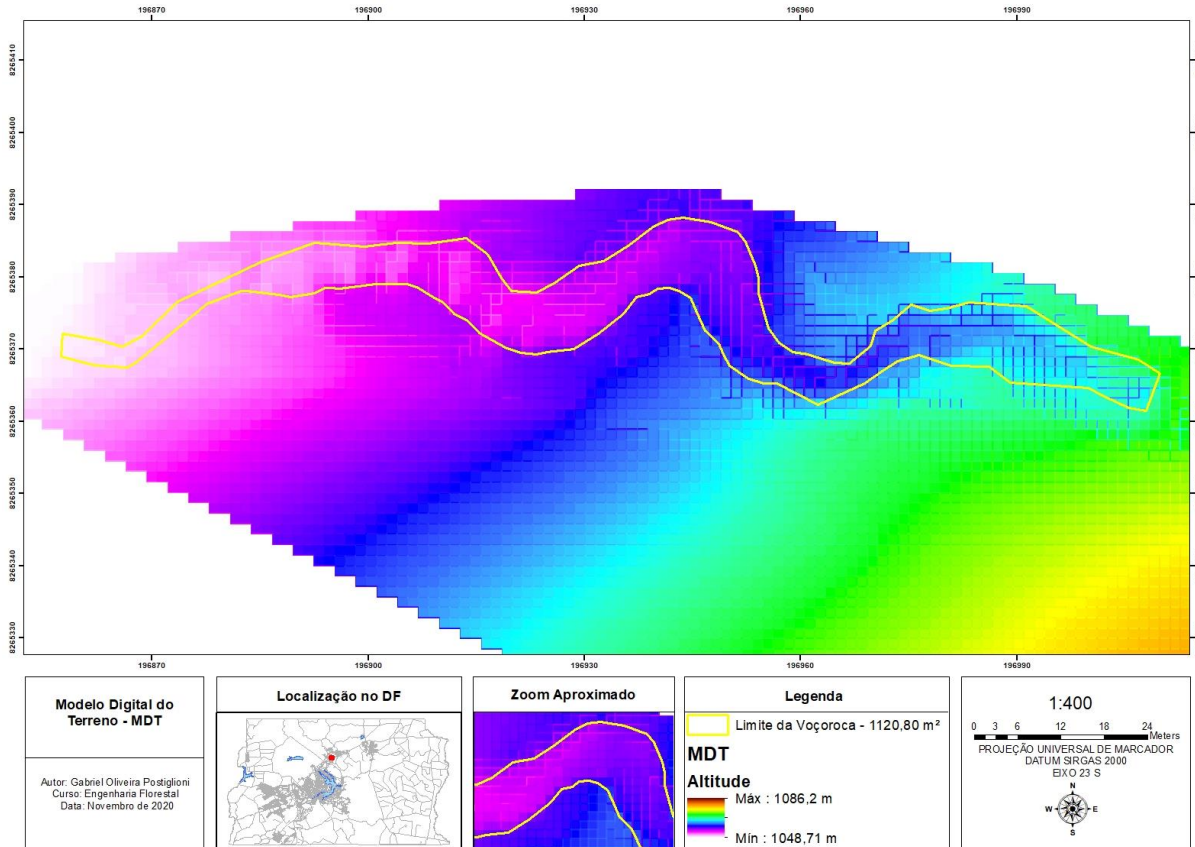 196870 196900 196930 196960 196990
8265410
8265400
8265390
8265380
8265370
8265360
8265350
8265340
8265330
196870 196900 196930 196960 196990
Modelo Digital do
Terreno - MDT
Autor: Gabriel Oliveira Postiglioni
Curso: Engenharia Florestal
Data: Novembro de 2020
Localização no DF
Zoom Aproximado
Legenda
Limite da Voçoroca - 1120,80 m²
MDT
Altitude
Máx : 1086,2 m
Mín : 1048,71 m
1:400
0 3 6 12 18 24
Meters
PROJEÇÃO UNIVERSAL DE MARCADOR
DATUM SIRGAS 2000
EIXO 23 S
N
W E
S